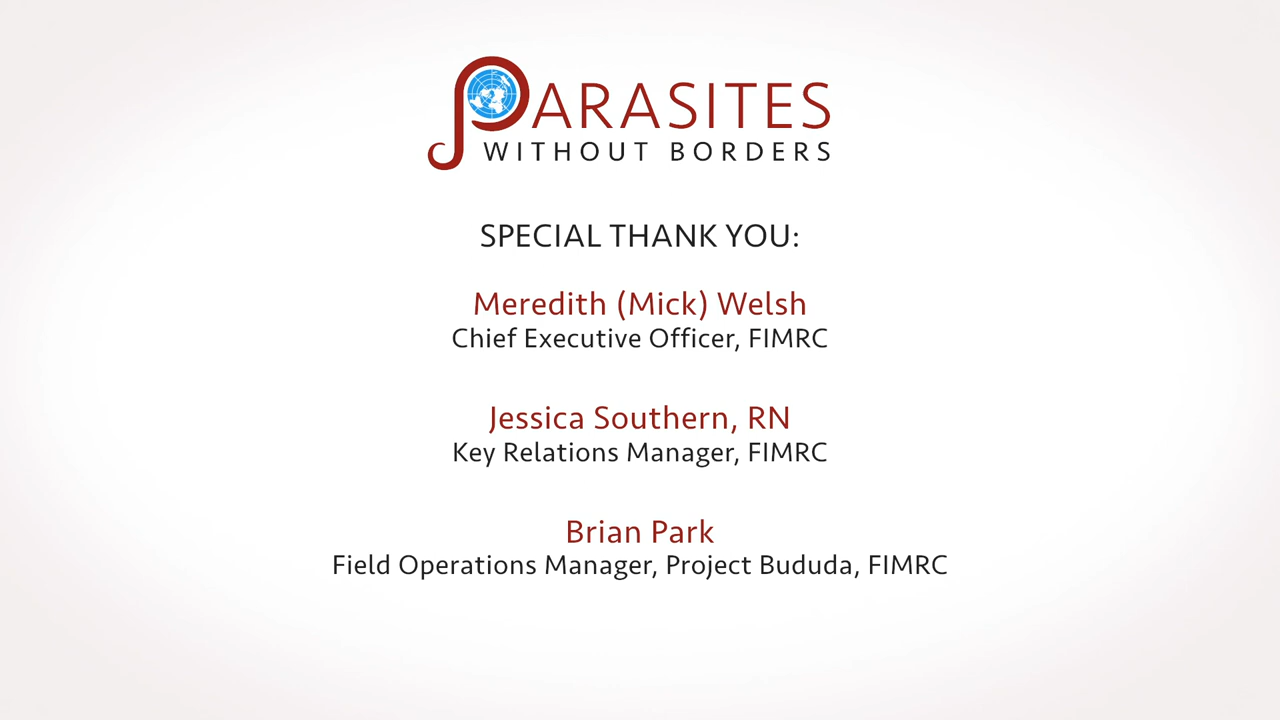 PARASITES
WITHOUT BORDERS
SPECIAL THANK YOU:
Meredith (Mick) Welsh
Chief Executive Officer, FIMRC
Jessica Southern, RN
Key Relations Manager, FIMRC
Brian Park
Field Operations Manager, Project Bududa, FIMRC